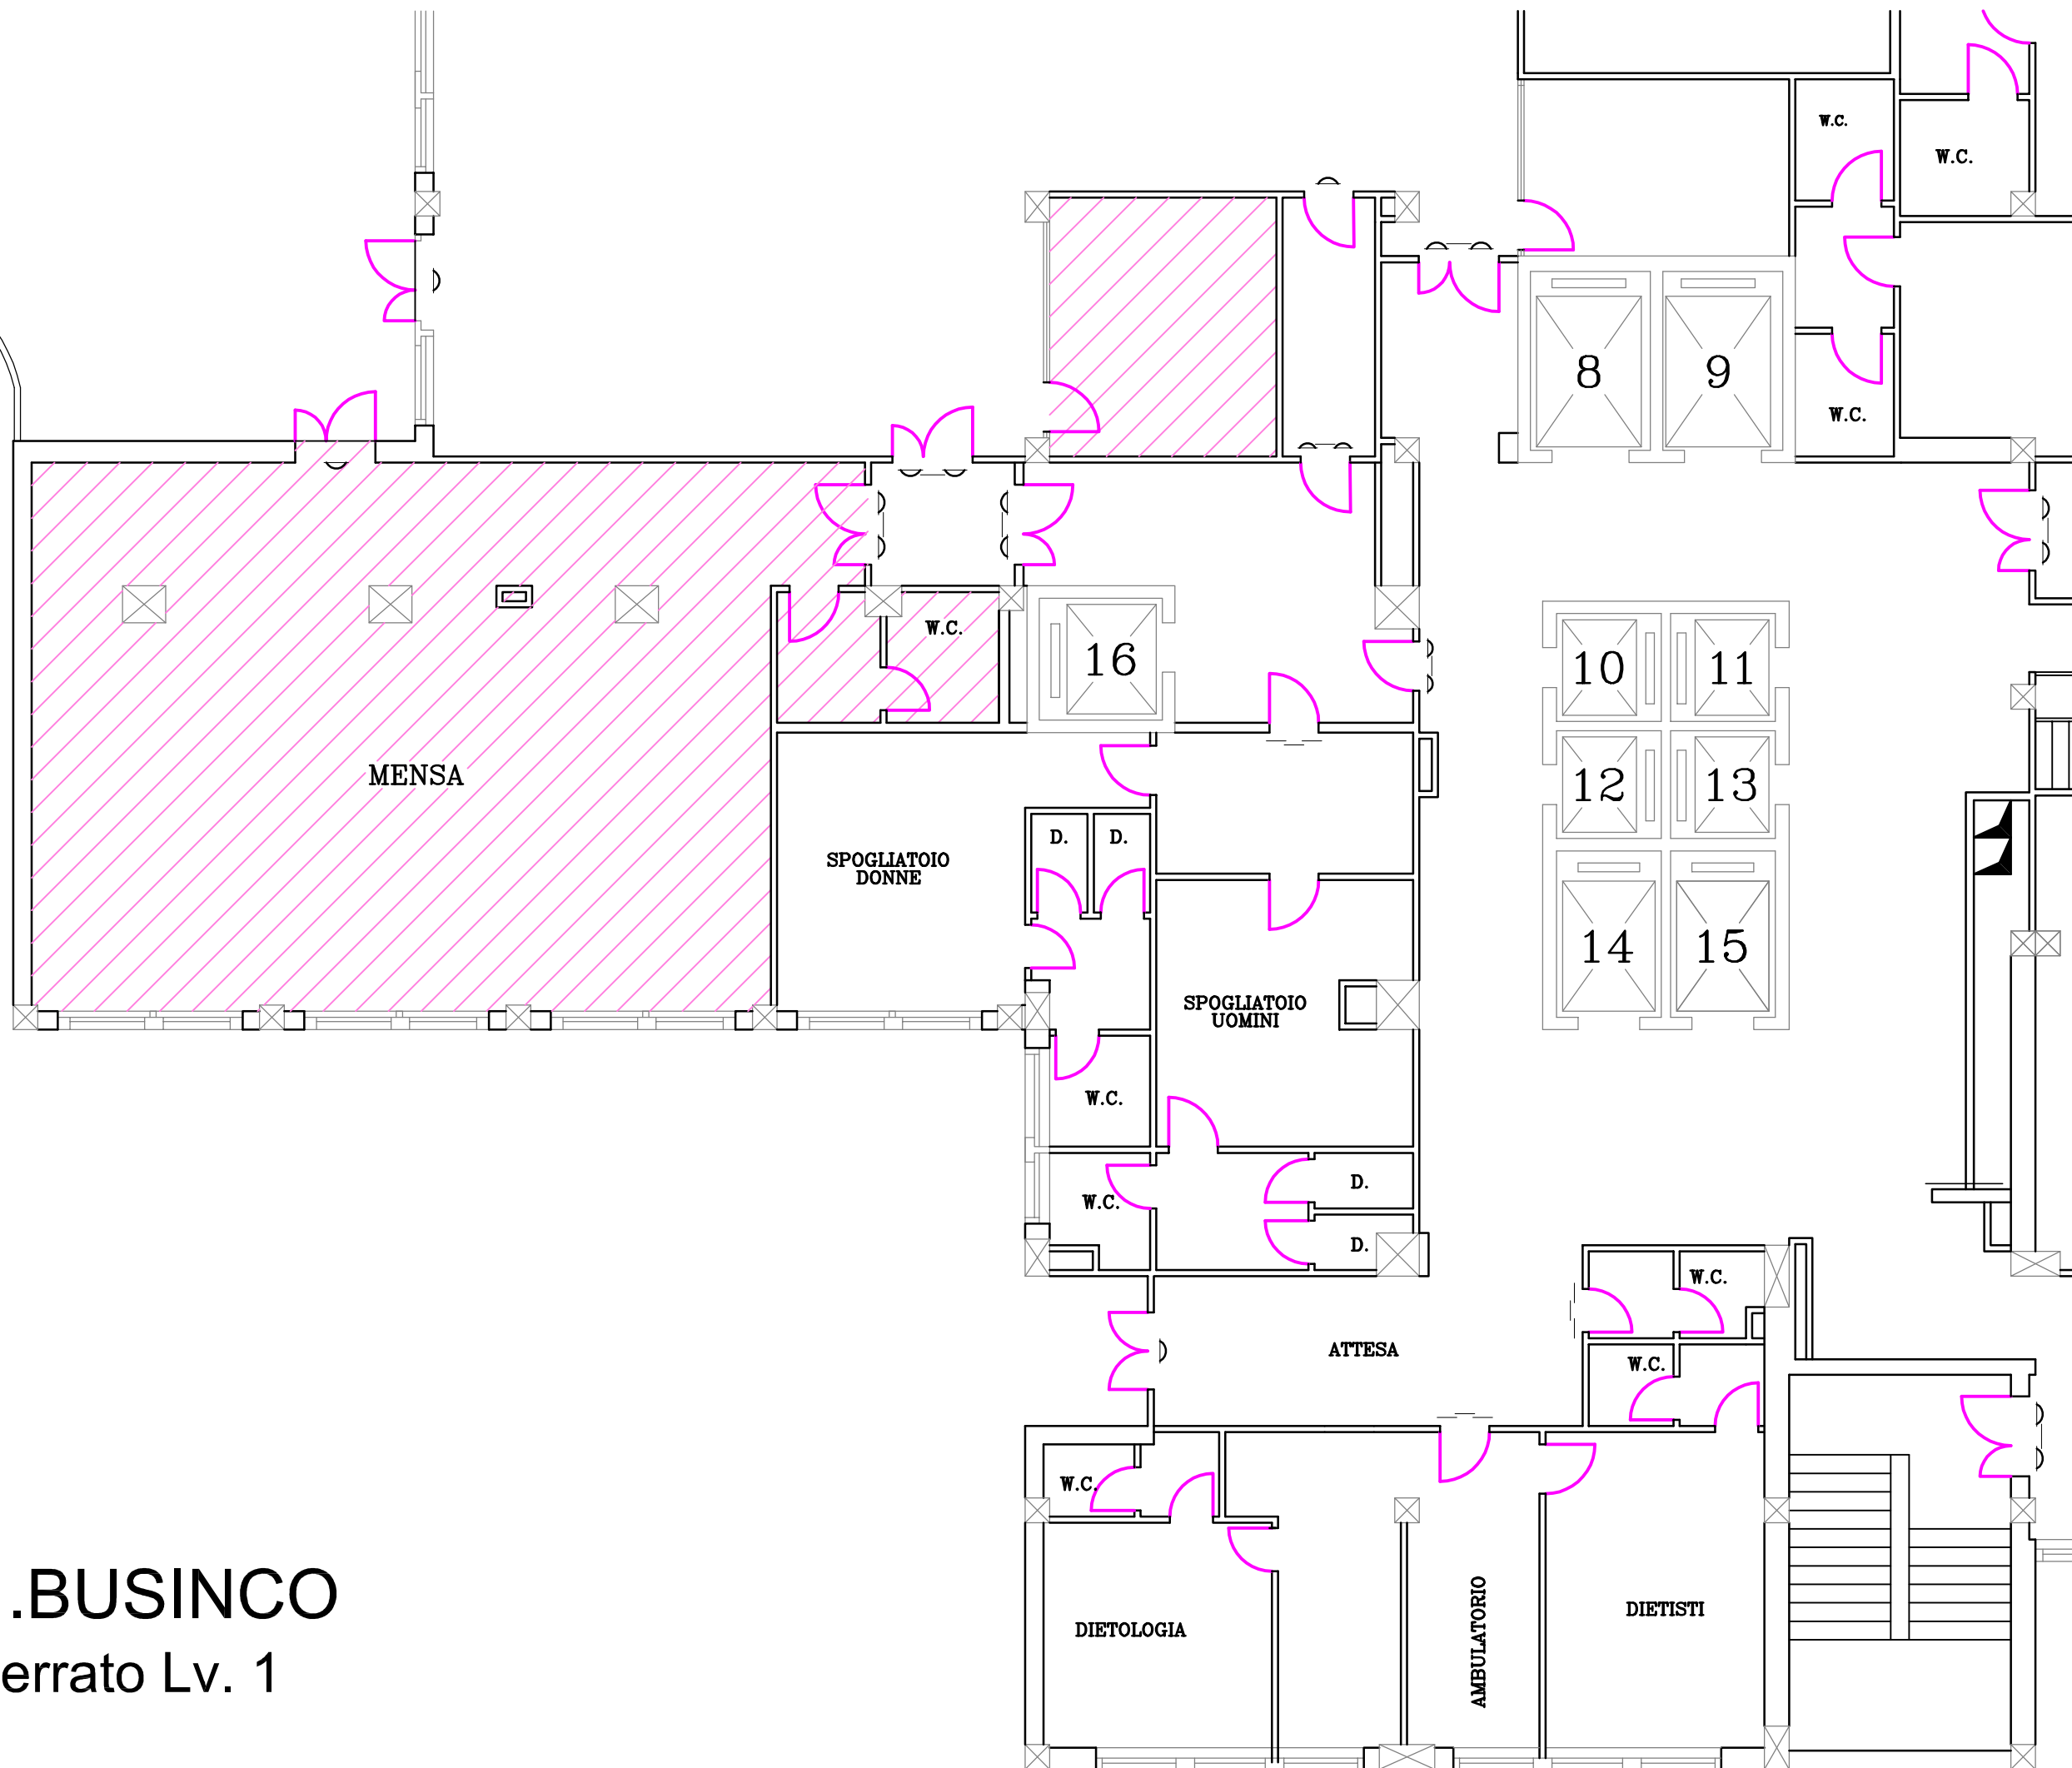 W.C.
W.C.
8
9
W.C.
W.C.
16
10
11
MENSA
12
13
D.
D.
SPOGLIATOIO
DONNE
14
15
SPOGLIATOIO
UOMINI
W.C.
D.
W.C.
D.
W.C.
ATTESA
W.C.
W.C.
.BUSINCO
DIETOLOGIA
AMBULATORIO
DIETISTI
errato Lv. 1